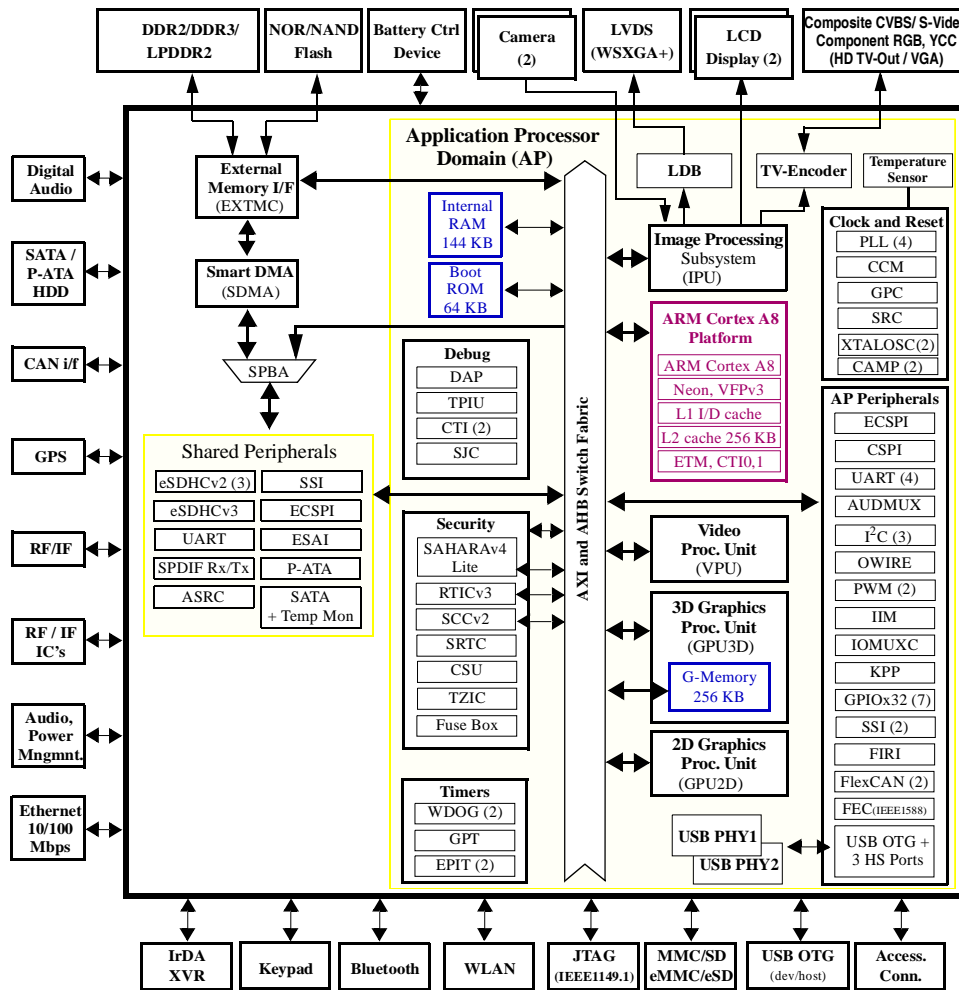 DDR2/DDR3/
LPDDR2
NOR/NAND
Flash
Battery Ctrl
Device
Camera
(2)
LVDS
(WSXGA+)
LCD
Display (2)
Composite CVBS/ S-Video
Component RGB, YCC
(HD TV-Out / VGA)
Digital
Audio
SATA /
P-ATA
HDD
CAN i/f
GPS
RF/IF
RF / IF
IC's
Audio,
Power
Mngmnt.
Ethernet
10/100
Mbps
Application Processor
Domain (AP)
External
Memory I/F
(EXTMC)
Smart DMA
(SDMA)
SPBA
Shared Peripherals
eSDHCv2 (3)
SSI
eSDHCv3
ECSPI
UART
ESAI
SPDIF Rx/Tx
P-ATA
ASRC
SATA
+ Temp Mon
Internal
RAM
144 KB
Boot
ROM
64 KB
Debug
DAP
TPIU
CTI (2)
SJC
Security
SAHARAv4
Lite
RTICv3
SCCv2
SRTC
CSU
TZIC
Fuse Box
Timers
WDOG (2)
GPT
EPIT (2)
AXI and AHB Switch Fabric
LDB
TV-Encoder
Image Processing
Subsystem
(IPU)
ARM Cortex A8
Platform
ARM Cortex A8
Neon, VFPv3
L1 I/D cache
L2 cache 256 KB
ETM, CTI0,1
Video
Proc. Unit
(VPU)
3D Graphics
Proc. Unit
(GPU3D)
G-Memory
256 KB
2D Graphics
Proc. Unit
(GPU2D)
USB PHY1
USB PHY2
Temperature
Sensor
Clock and Reset
PLL (4)
CCM
GPC
SRC
XTALOSC(2)
CAMP (2)
AP Peripherals
ECSPI
CSPI
UART (4)
AUDMUX
I2C (3)
OWIRE
PWM (2)
IIM
IOMUXC
KPP
GPIOx32 (7)
SSI (2)
FIRI
FlexCAN (2)
FEC(IEEE1588)
USB OTG +
3 HS Ports
IrDA
XVR
Keypad
Bluetooth
WLAN
JTAG
(IEEE1149.1)
MMC/SD
eMMC/eSD
USB OTG
(dev/host)
Access.
Conn.